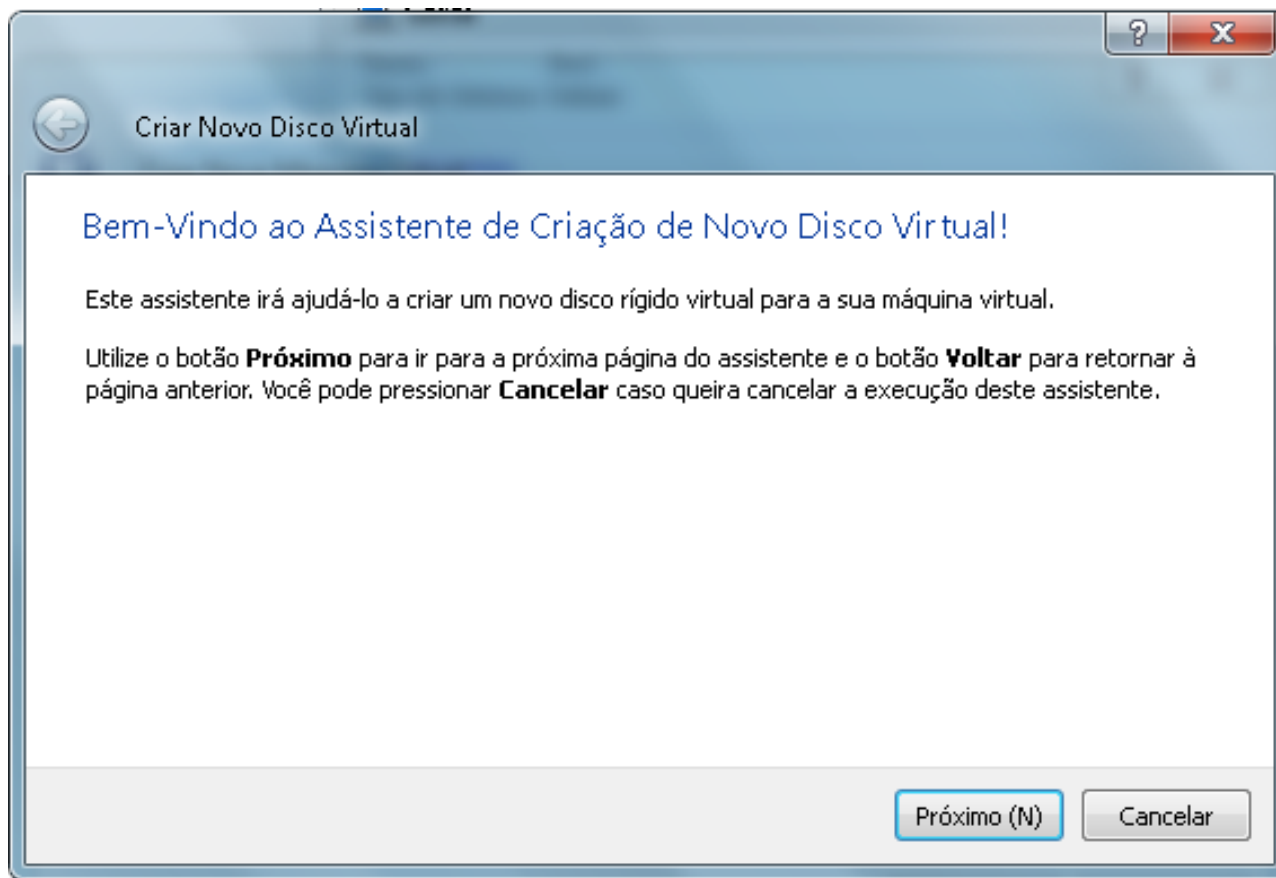 ?
Criar Novo Disco Virtual
Bem-Vindo ao Assistente de Criação de Novo Disco Virtual!
Este assistente irá ajudá-lo a criar um novo disco rígido virtual para a sua máquina virtual.
Utilize o botão Próximo para ir para a próxima página do assistente e o botão Voltar para retornar à
página anterior. Você pode pressionar Cancelar caso queira cancelar a execução deste assistente.
Próximo (N) Cancelar